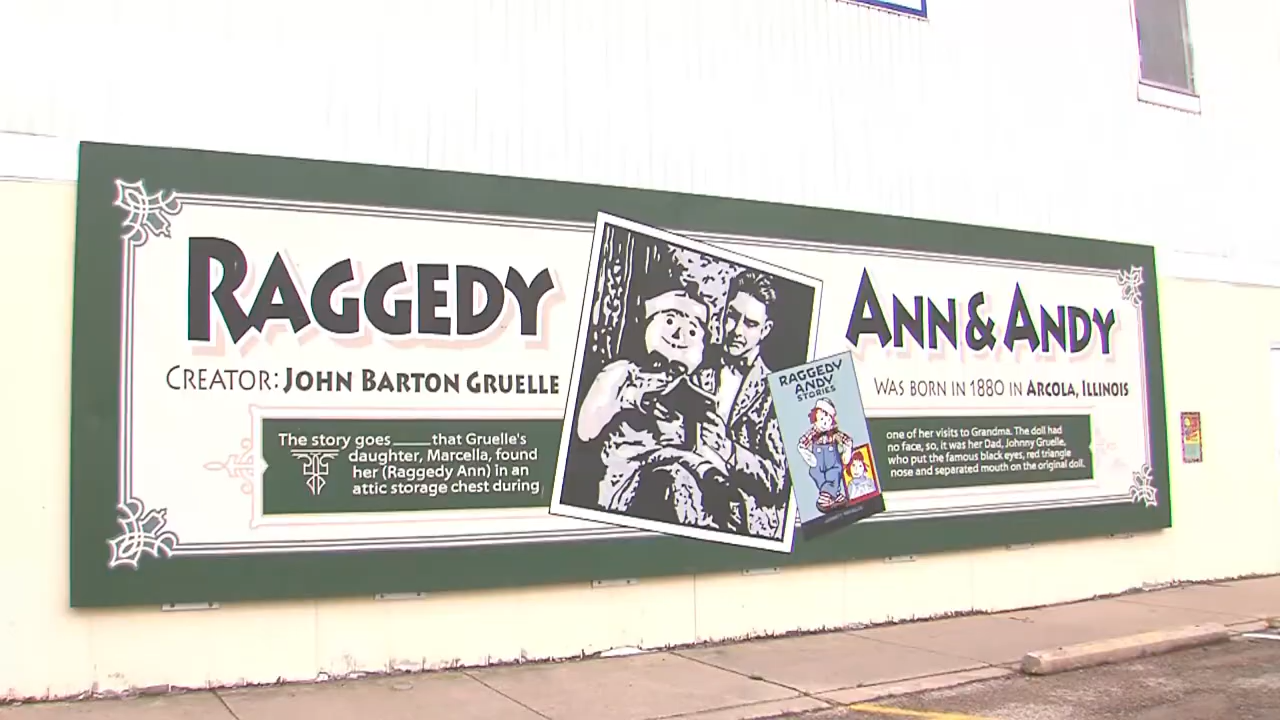 RAGGEDY ANN & ANDY
CREATOR: JOHN BARTON GRUELLE WAS BORN IN 1880 IN ARCOLA, ILLINOIS
The story goes ____ that Gruelle's
daughter, Marcella, found
her (Raggedy Ann) in an
attic storage chest during
RAGGEDY
ANDY
STORIES
one of her visits to Grandma. The doll had
no face, so, it was her Dad, Johnny Gruelle,
who put the famous black eyes, red triangle
nose and separated mouth on the original doll.